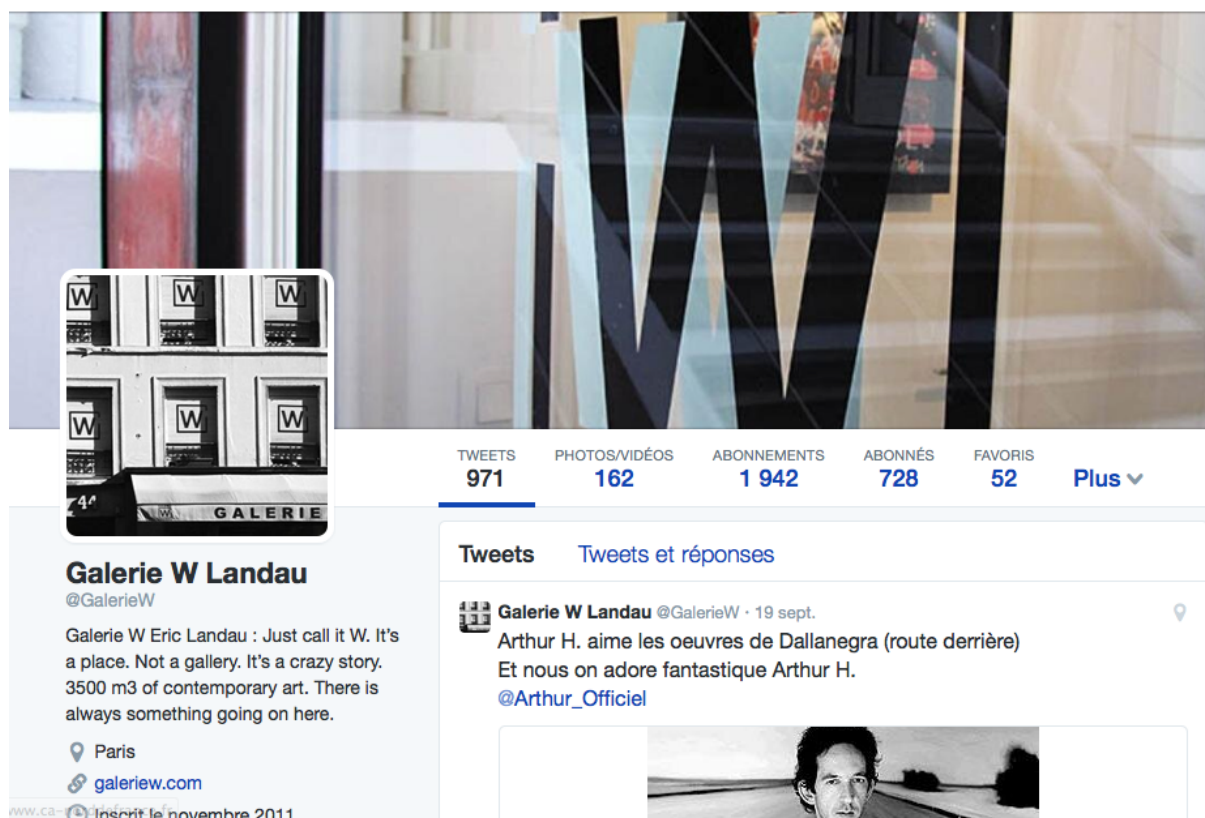 W
W
W
W
W
W
W
44
W GALERIE
TWEETS PHOTOS/VIDÉOS ABONNEMENTS ABONNÉS FAVORIS
971 162 1 942 728 52 Plus
Galerie W Landau
@GalerieW
Galerie W Eric Landau : Just call it W. It's
a place. Not a gallery. It's a crazy story.
3500 m3 of contemporary art. There is
always something going on here.
Paris
galeriew.com
Inscrit le novembre 2011
Tweets Tweets et réponses
Galerie W Landau @GalerieW · 19 sept.
Arthur H. aime les oeuvres de Dallanegra (route derrière)
Et nous on adore fantastique Arthur H.
@Arthur_Officiel